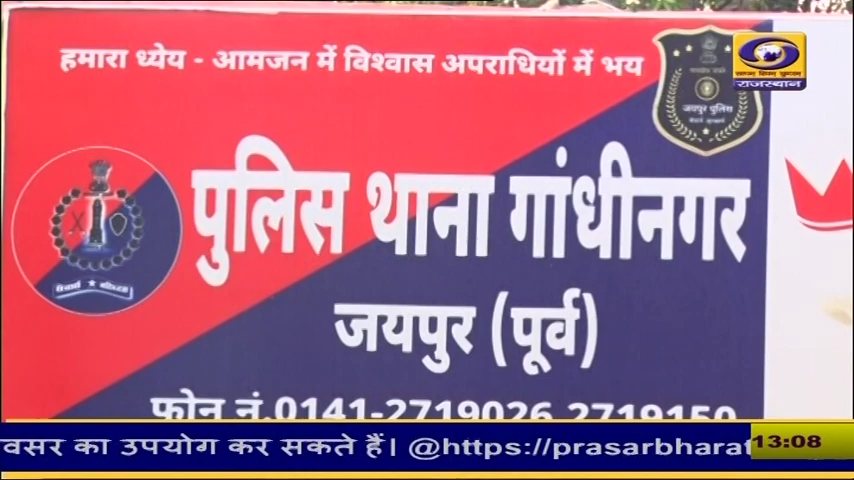 हमारा ध्येय - आमजन में विश्वास अपराधियों में भय
जयपुर पुलिस
राजस्थान
पुलिस थाना गांधीनगर
जयपुर (पूर्व)
फोन नं.0141-2719026 2719150
वसर का उपयोग कर सकते हैं। @https://prasarbharat
13:08